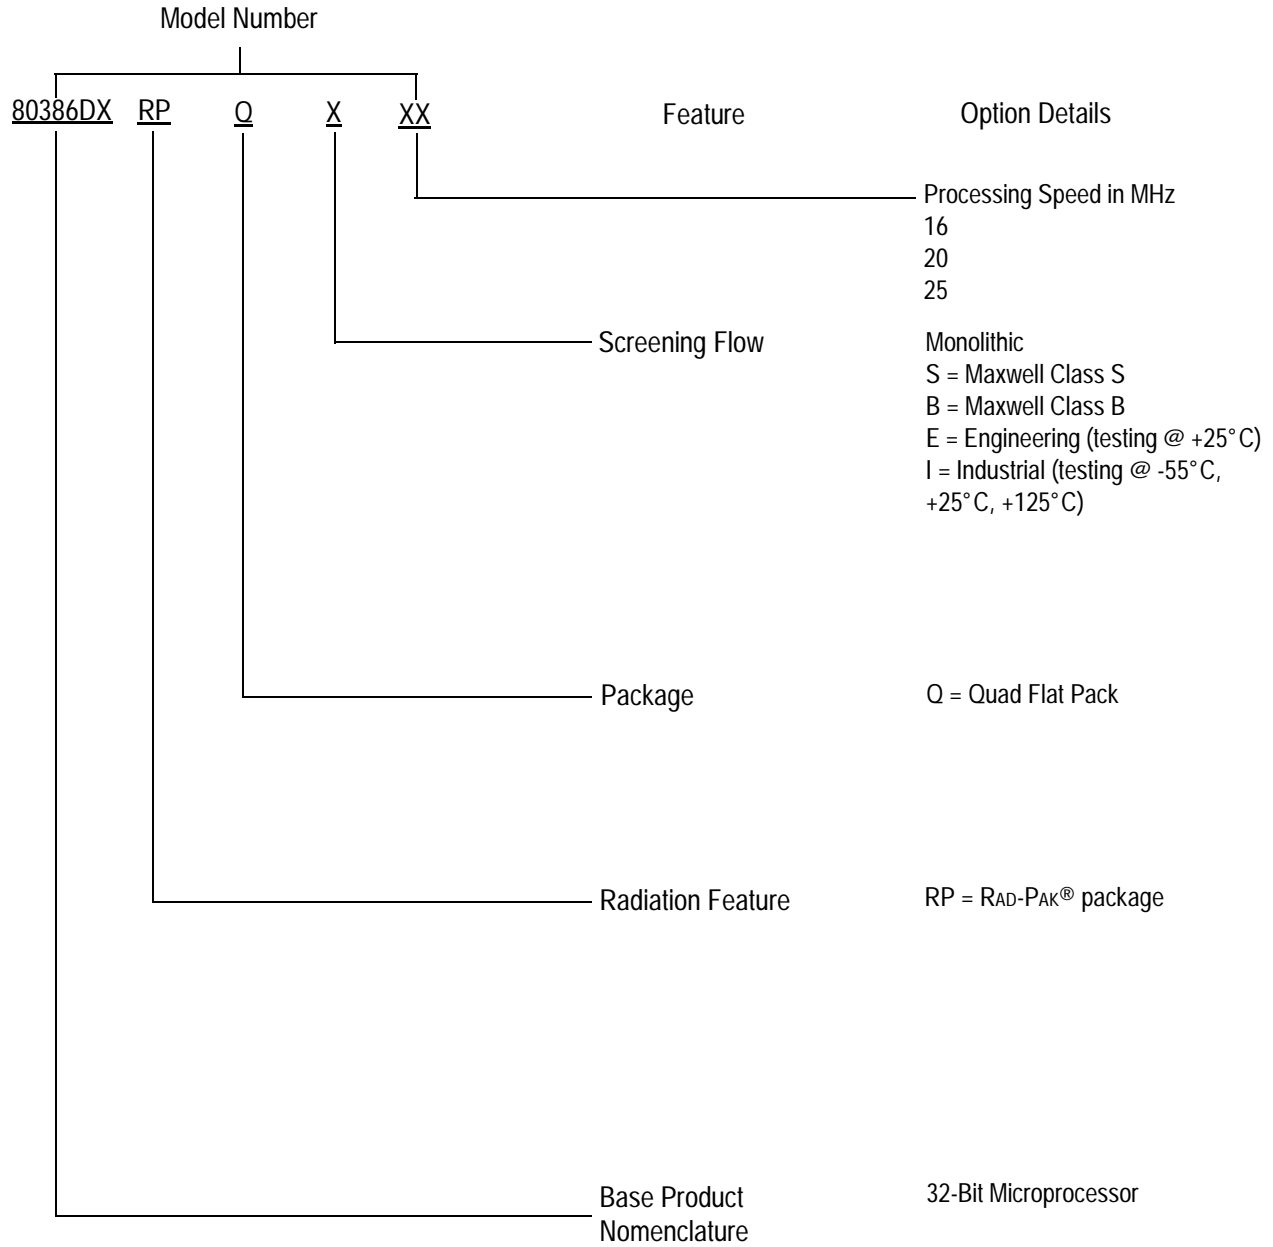 Model Number
80386DX RP Q X XX
Feature
Option Details
Processing Speed in MHz
16
20
25
Screening Flow
Monolithic
S = Maxwell Class S
B = Maxwell Class B
E = Engineering (testing @ +25°C)
I = Industrial (testing @ -55°C,
+25°C, +125°C)
Package
Q = Quad Flat Pack
Radiation Feature
RP = RAD-PAK® package
Base Product
Nomenclature
32-Bit Microprocessor